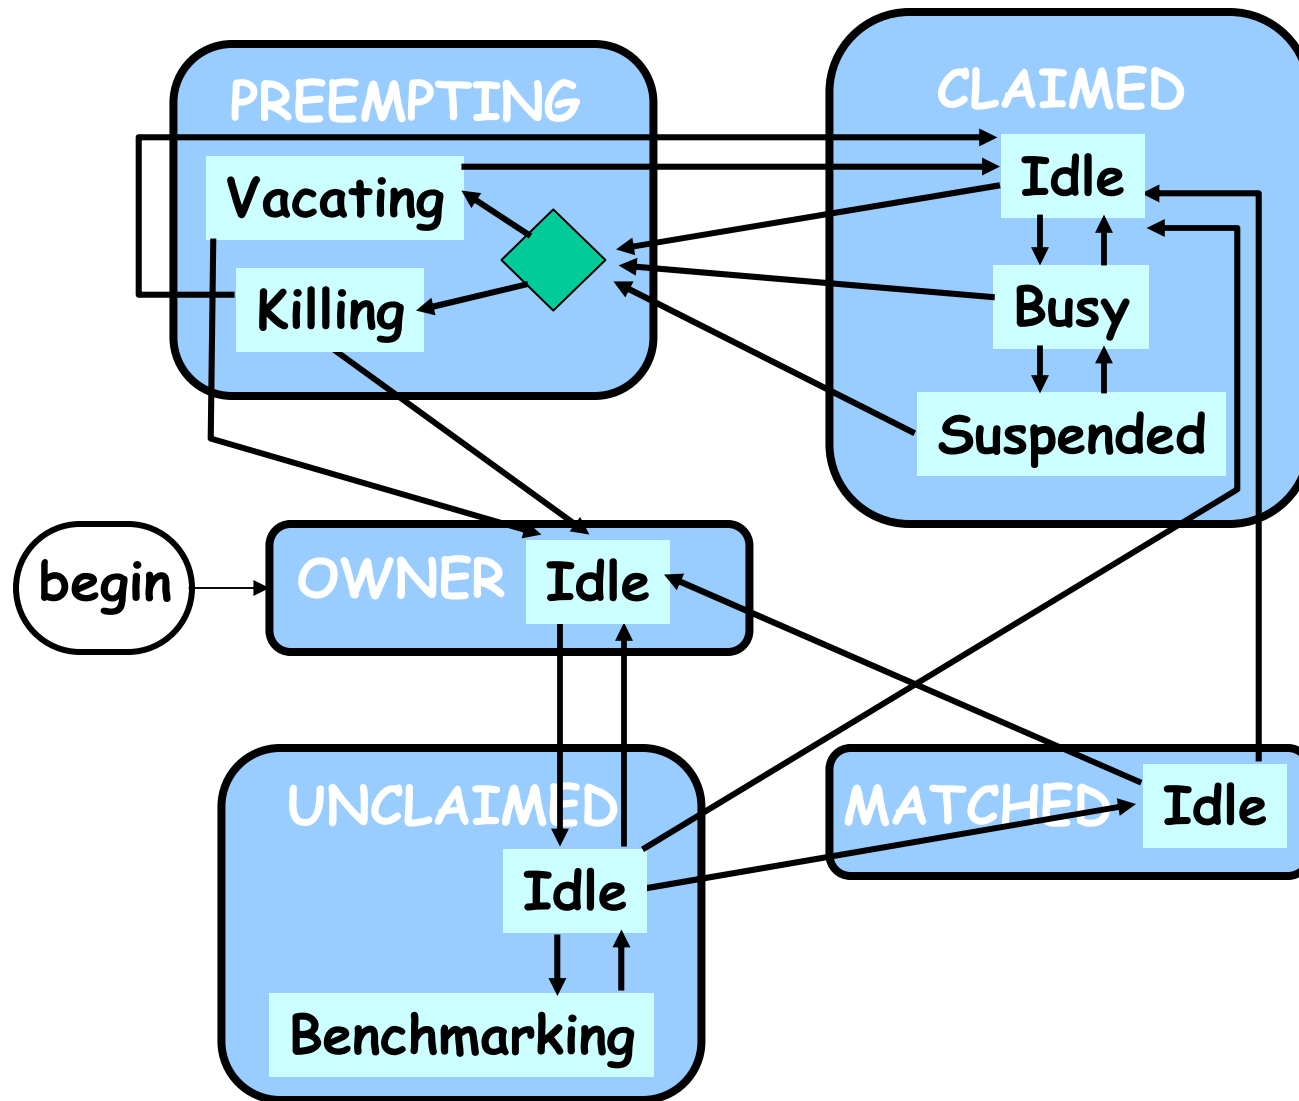 PREEMPTING
Vacating
Killing
CLAIMED
Idle
Busy
Suspended
begin
OWNER
Idle
UNCLAIMED
Idle
Benchmarking
MATCHED
Idle